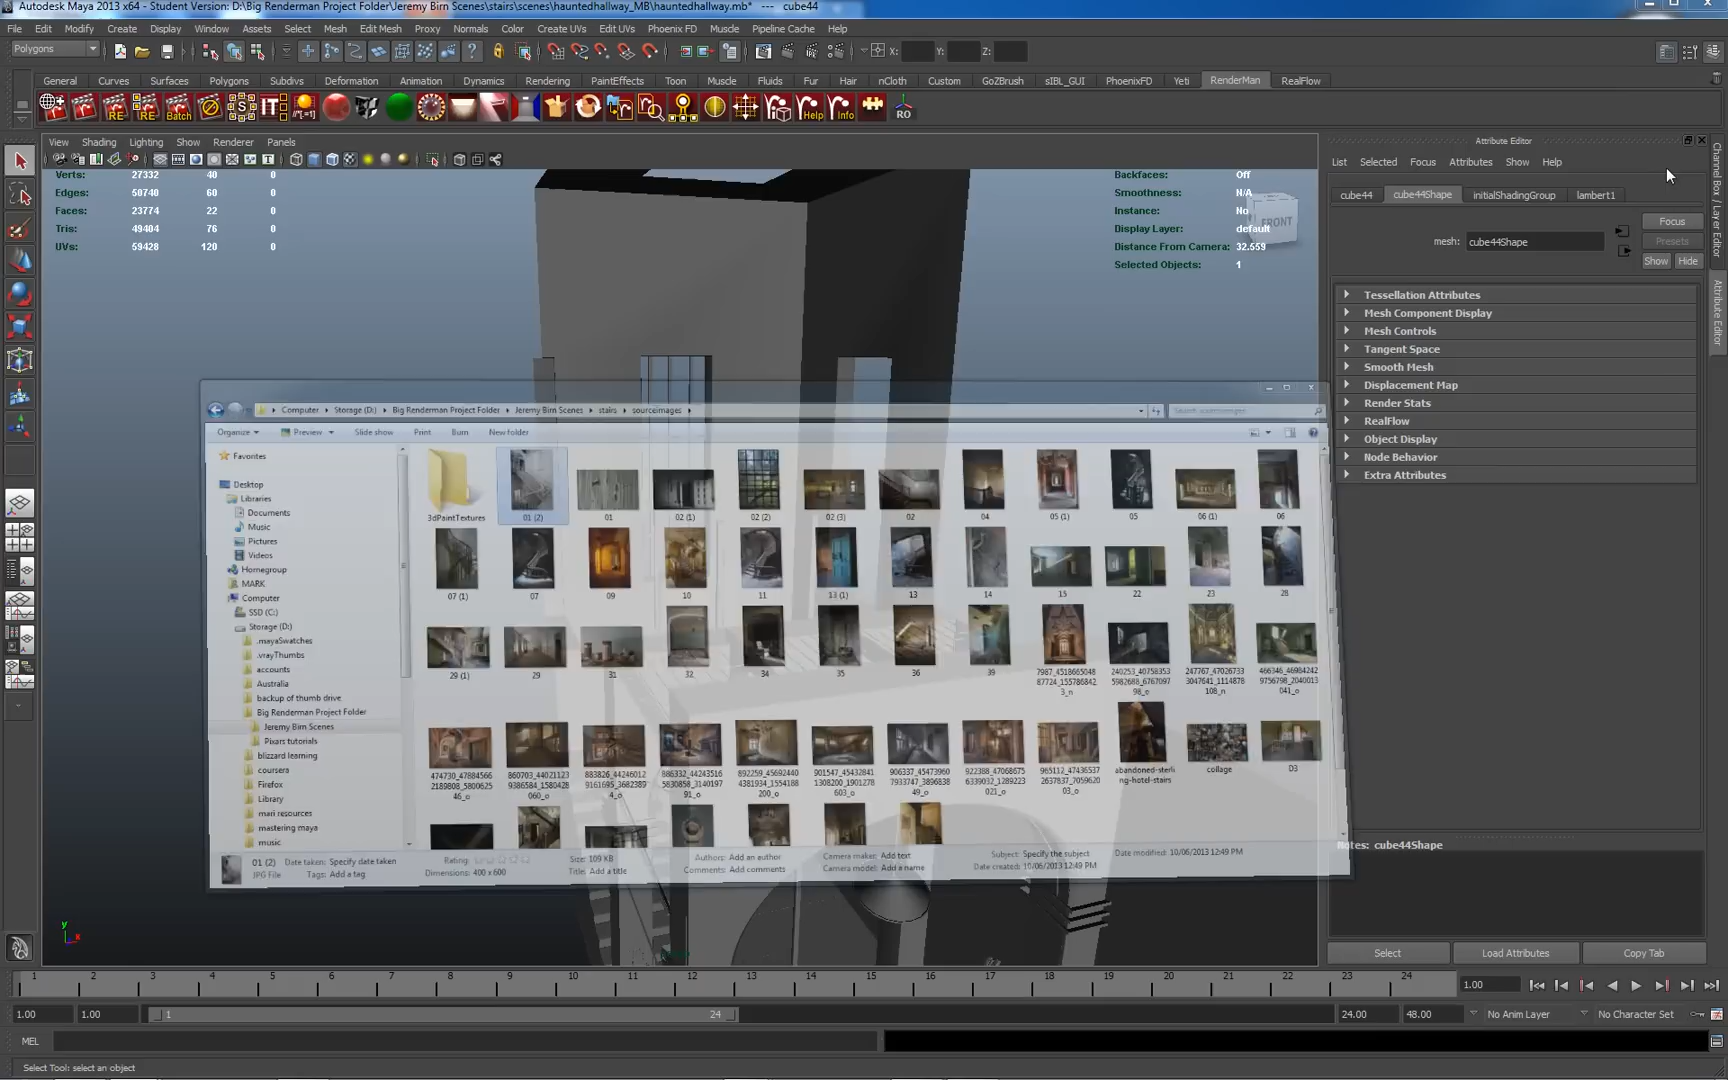 Autodesk Maya 2013 x64 - Student Version: D:\Big Renderman Project Folder\Jeremy Birn Scenes\stairs\scenes\hauntedhallway_MB\hauntedhallway.mb* --- cube44
File Edit Modify Create Display Window Assets Select Mesh Edit Mesh Proxy Normals Color Create UVs Edit UVs Phoenix FD Muscle Pipeline Cache Help
Polygons X: Y: Z:
General Curves Surfaces Polygons Subdivs Deformation Animation Dynamics Rendering PaintEffects Toon Muscle Fluids Fur Hair nCloth Custom GoZBrush sIBL_GUI PhoenixFD Yeti RenderMan RealFlow
RE RE Batch IT Help Info RO
View Shading Lighting Show Renderer Panels
Verts: 27332 40 0
Edges: 50740 60 0
Faces: 23774 22 0
Tris: 49404 76 0
UVs: 59428 120 0
Backfaces: Off
Smoothness: N/A
Instance: No
Display Layer: default
Distance From Camera: 32.559
Selected Objects: 1
FRONT
Attribute Editor
List Selected Focus Attributes Show Help
cube44 cube44Shape initialShadingGroup lambert1
Focus
mesh: cube44Shape
Presets
Show Hide
Tessellation Attributes
Mesh Component Display
Mesh Controls
Tangent Space
Smooth Mesh
Displacement Map
Render Stats
RealFlow
Object Display
Node Behavior
Extra Attributes
Notes: cube44Shape
Select Load Attributes Copy Tab
Channel Box / Layer Editor
Attribute Editor
Computer Storage (D:) Big Renderman Project Folder Jeremy Birn Scenes stairs sourceimages
Organize Preview Slide show Print Burn New folder
Favorites
Desktop
Libraries
Documents
Music
Pictures
Videos
Homegroup
MARK
Computer
SSD (C:)
Storage (D:)
.mayaSwatches
.vrayThumbs
accounts
Australia
backup of thumb drive
Big Renderman Project Folder
Jeremy Birn Scenes
Pixars tutorials
blizzard learning
coursera
Firefox
Library
mari resources
mastering maya
music
3dPaintTextures 01 (2) 01 02 (1) 02 (2) 02 (3) 02 04 05 (1) 05 06 (1) 06
07 (1) 07 09 10 11 13 (1) 13 14 15 22 23 28
29 (1) 29 31 32 34 35 36 39
collage D3
abandoned-sterling-hotel-stairs
01 (2) Date taken: Specify date taken
JPG File Tags: Add a tag
Rating:
Dimensions: 400 x 600
Size: 109 KB
Title: Add a title
Authors: Add an author
Comments: Add comments
Camera maker: Add text
Camera model: Add a name
Subject: Specify the subject
Date created: 10/06/2013 12:49 PM
Date modified: 10/06/2013 12:49 PM
y
x
1 2 3 4 5 6 7 8 9 10 11 12 13 14 15 16 17 18 19 20 21 22 23 24
1.00
1.00 1.00 1 24 24.00 48.00 No Anim Layer No Character Set
MEL
Select Tool: select an object